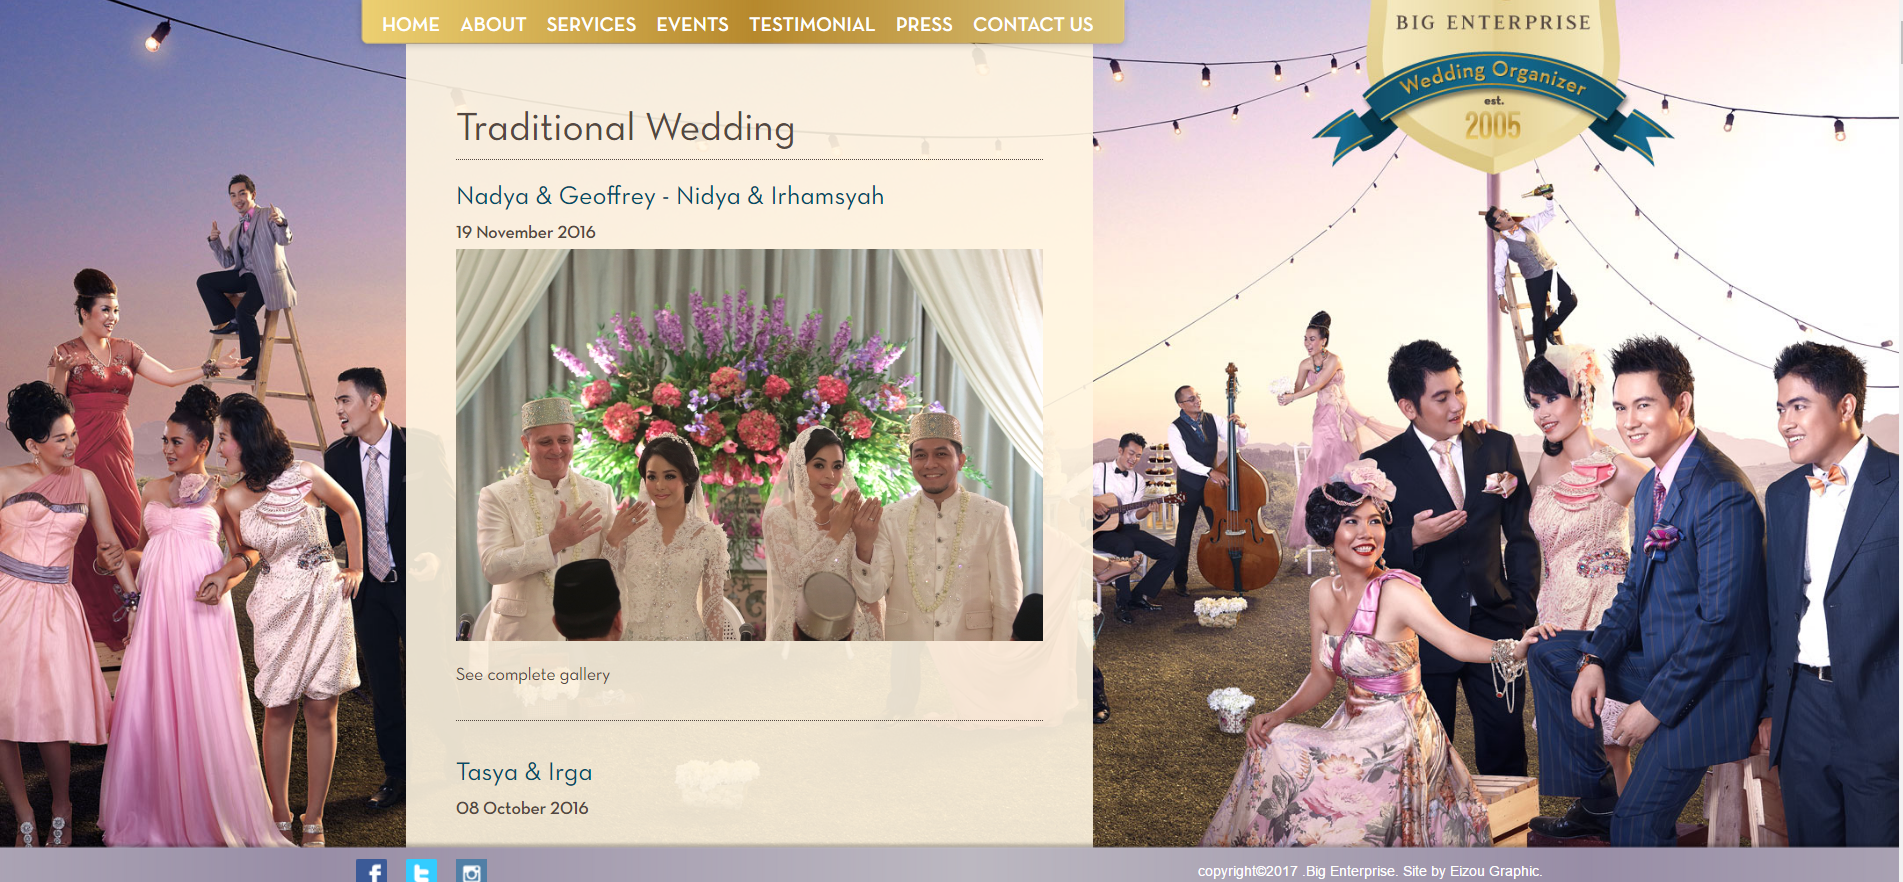 HOME ABOUT SERVICES EVENTS TESTIMONIAL PRESS CONTACT US
BIG ENTERPRISE
Wedding Organizer
est.
2005
Traditional Wedding
Nadya & Geoffrey - Nidya & Irhamsyah
19 November 2016
See complete gallery
Tasya & Irga
08 October 2016
copyright©2017 .Big Enterprise. Site by Eizou Graphic.